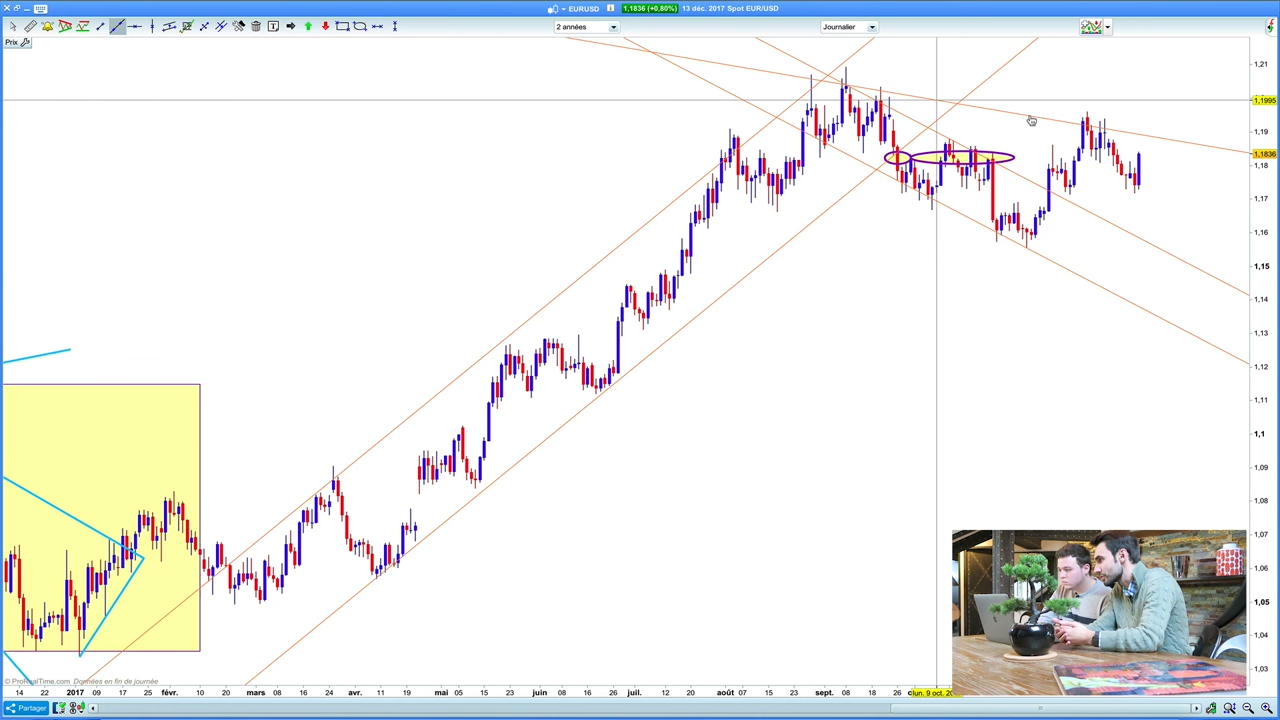 EURUSD 1,1836 (+0,80%) 13 déc. 2017 Spot EUR/USD
2 années
Journalier
Prix
1,21
1,1995
1,19
1,1836
1,18
1,17
1,16
1,15
1,14
1,13
1,12
1,11
1,1
1,09
1,08
1,07
1,06
1,05
1,04
1,03
© ProRealTime.com Données en fin de journée
14 22 2017 09 17 25 févr. 10 20 mars 08 16 24 avr. 11 19 mai 05 15 23 juin 08 16 26 juil. 12 20 août 07 15 23 sept. 08 18 26 lun. 9 oct.
Partager